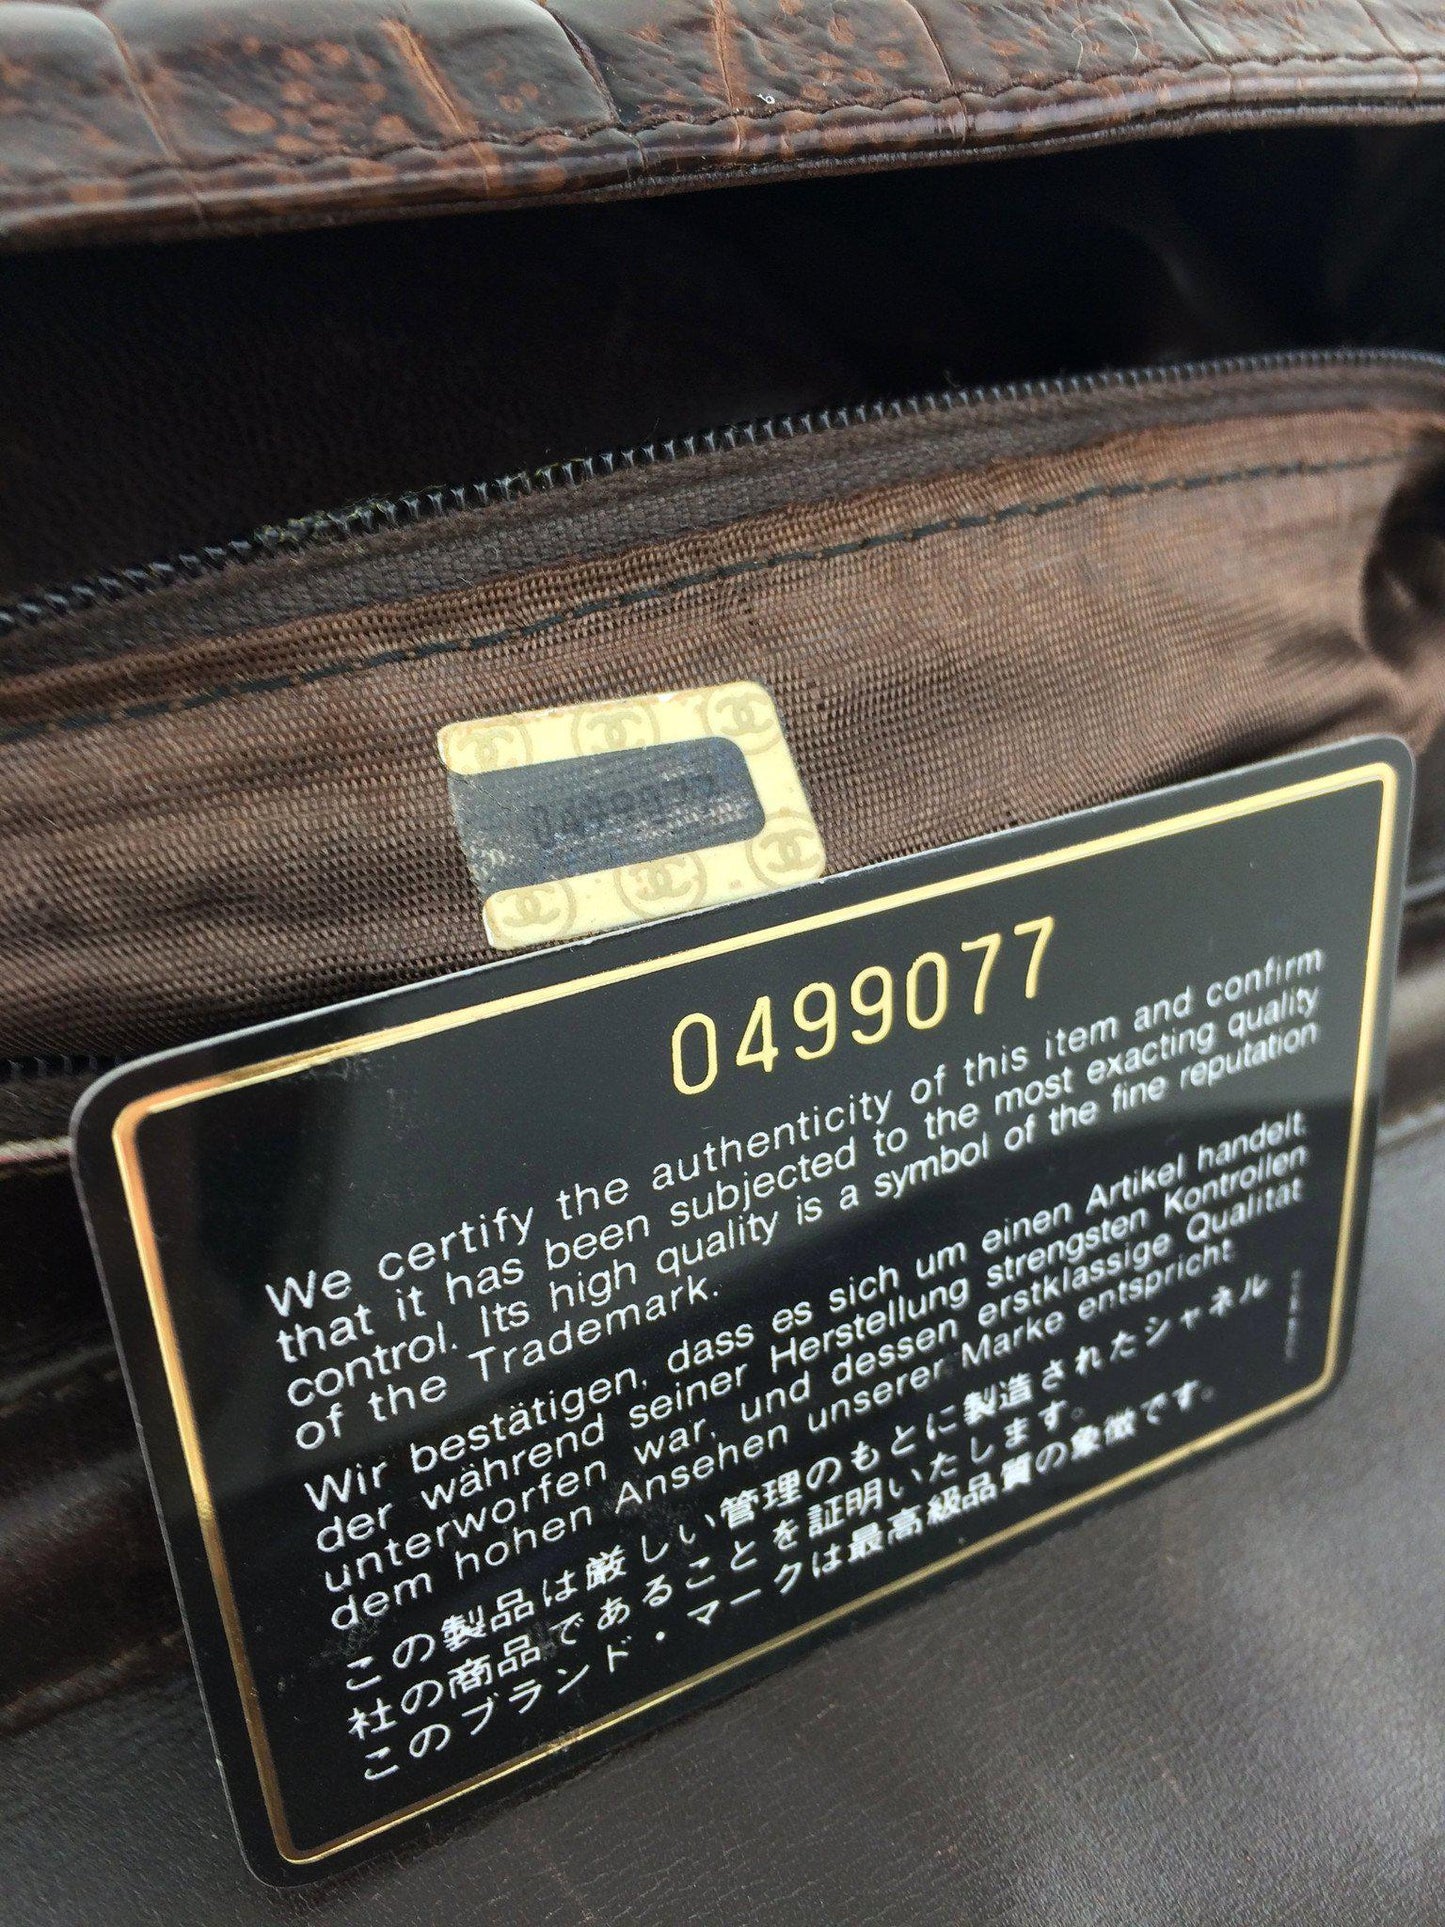 0499077
0499077
We certify the authenticity of this item and confirm
that it has been subjected to the most exacting quality
control. Its high quality is a symbol of the fine reputation
of the Trademark.
Wir bestätigen, dass es sich um einen Artikel handelt,
der während seiner Herstellung strengsten Kontrollen
unterworfen war, und dessen erstklassige Qualität
dem hohen Ansehen unserer Marke entspricht.
この製品は厳しい管理のもとに製造されたシャネル
社の商品であることを証明いたします。
このブランド・マークは最高級品質の象徴です。